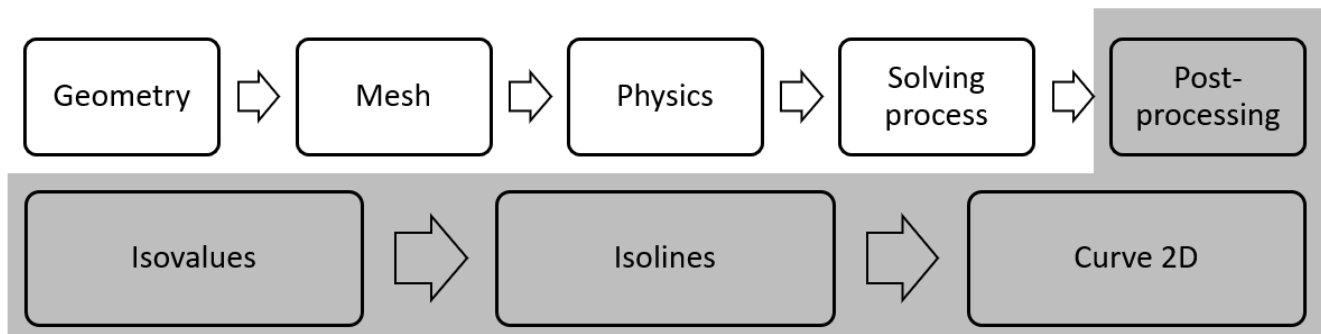 Geometry
Mesh
Physics
Solving
process
Post-
processing
Isovalues
Isolines
Curve 2D